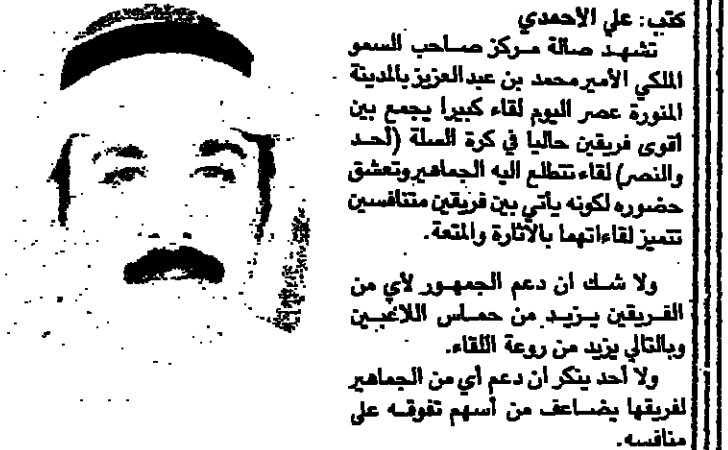 كتب: علي الأحمدي
تشهد صالة مركز صاحب السمو
الملكي الأمير محمد بن عبدالعزيز بالمدينة
المنورة عصر اليوم لقاء كبيرا يجمع بين
أقوى فريقين حاليا في كرة السلة (أحد
والنصر) لقاء تتطلع اليه الجماهير وتعشق
حضوره لكونه يأتي بين فريقين متنافسين
تتميز لقاءاتهما بالأثارة والمتعة.
ولا شك ان دعم الجمهور لأي من
الفريقين يزيد من حماس اللاعبين
وبالتالي يزيد من روعة اللقاء.
ولا أحد ينكر ان دعم أي من الجماهير
لفريقها يضاعف من أسهم تفوقه على
منافسه.